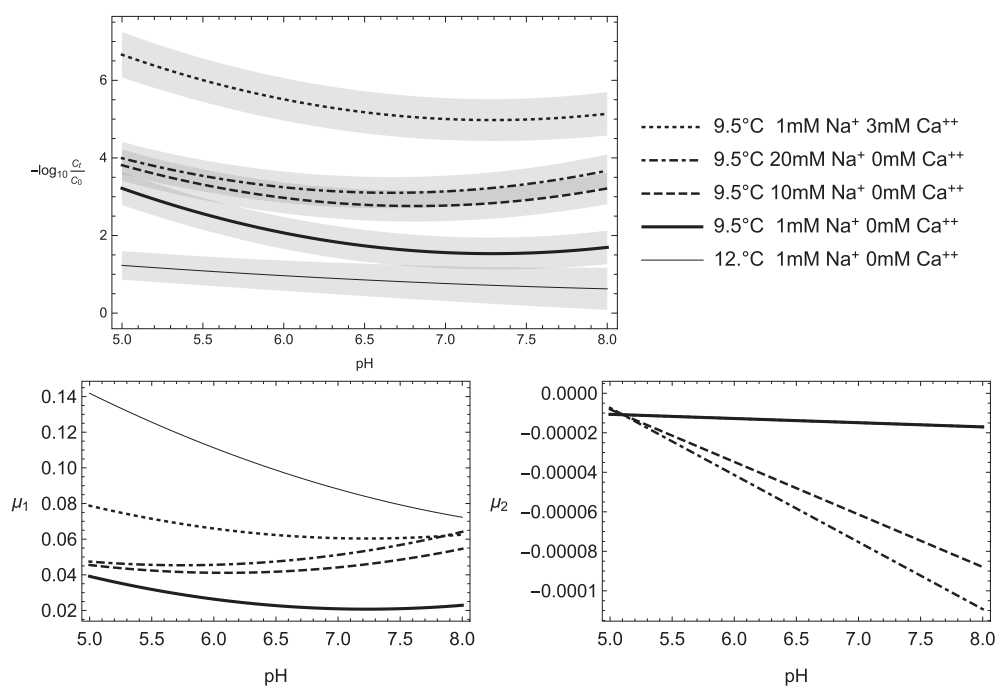 6
4
2
0
−log₁₀ Cₜ/C₀
5.0 5.5 6.0 6.5 7.0 7.5 8.0
pH
9.5°C 1mM Na⁺ 3mM Ca⁺⁺
9.5°C 20mM Na⁺ 0mM Ca⁺⁺
9.5°C 10mM Na⁺ 0mM Ca⁺⁺
9.5°C 1mM Na⁺ 0mM Ca⁺⁺
12.°C 1mM Na⁺ 0mM Ca⁺⁺
0.14
0.12
0.10
0.08
0.06
0.04
0.02
μ₁
5.0 5.5 6.0 6.5 7.0 7.5 8.0
pH
0.0000
−0.00002
−0.00004
−0.00006
−0.00008
−0.0001
μ₂
5.0 5.5 6.0 6.5 7.0 7.5 8.0
pH